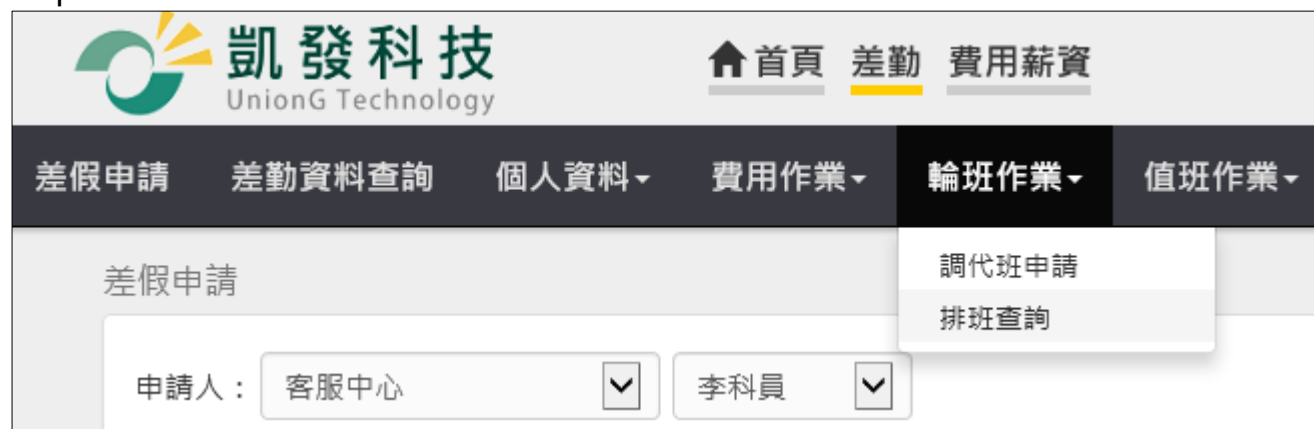 凱發科技
UnionG Technology
首頁 差勤 費用薪資
差假申請 差勤資料查詢 個人資料 費用作業 輪班作業 值班作業
調代班申請
排班查詢
差假申請
申請人： 客服中心 李科員